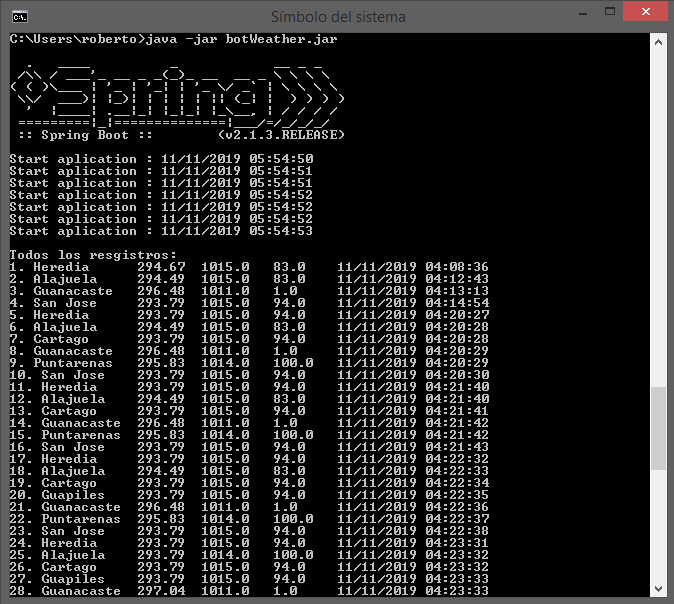 Símbolo del sistema
C:\Users\roberto>java -jar botWeather.jar
:: Spring Boot ::        (v2.1.3.RELEASE)
Start aplication : 11/11/2019 05:54:50
Start aplication : 11/11/2019 05:54:51
Start aplication : 11/11/2019 05:54:51
Start aplication : 11/11/2019 05:54:52
Start aplication : 11/11/2019 05:54:52
Start aplication : 11/11/2019 05:54:52
Start aplication : 11/11/2019 05:54:53
Todos los resgistros:
1. Heredia      294.67  1015.0   83.0    11/11/2019 04:08:36
2. Alajuela     294.49  1015.0   83.0    11/11/2019 04:12:43
3. Guanacaste   296.48  1011.0   1.0     11/11/2019 04:13:13
4. San Jose     293.79  1015.0   94.0    11/11/2019 04:14:54
5. Heredia      293.79  1015.0   94.0    11/11/2019 04:20:27
6. Alajuela     294.49  1015.0   83.0    11/11/2019 04:20:28
7. Cartago      293.79  1015.0   94.0    11/11/2019 04:20:28
8. Guanacaste   296.48  1011.0   1.0     11/11/2019 04:20:29
9. Puntarenas   295.83  1014.0   100.0   11/11/2019 04:20:29
10. San Jose    293.79  1015.0   94.0    11/11/2019 04:20:30
11. Heredia     293.79  1015.0   94.0    11/11/2019 04:21:40
12. Alajuela    294.49  1015.0   83.0    11/11/2019 04:21:40
13. Cartago     293.79  1015.0   94.0    11/11/2019 04:21:41
14. Guanacaste  296.48  1011.0   1.0     11/11/2019 04:21:42
15. Puntarenas  295.83  1014.0   100.0   11/11/2019 04:21:42
16. San Jose    293.79  1015.0   94.0    11/11/2019 04:21:43
17. Heredia     293.79  1015.0   94.0    11/11/2019 04:22:32
18. Alajuela    294.49  1015.0   83.0    11/11/2019 04:22:33
19. Cartago     293.79  1015.0   94.0    11/11/2019 04:22:34
20. Guapiles    293.79  1015.0   94.0    11/11/2019 04:22:35
21. Guanacaste  296.48  1011.0   1.0     11/11/2019 04:22:36
22. Puntarenas  295.83  1014.0   100.0   11/11/2019 04:22:37
23. San Jose    293.79  1015.0   94.0    11/11/2019 04:22:38
24. Heredia     293.79  1015.0   94.0    11/11/2019 04:23:31
25. Alajuela    294.49  1014.0   100.0   11/11/2019 04:23:32
26. Cartago     293.79  1015.0   94.0    11/11/2019 04:23:32
27. Guapiles    293.79  1015.0   94.0    11/11/2019 04:23:33
28. Guanacaste  297.04  1011.0   1.0     11/11/2019 04:23:33